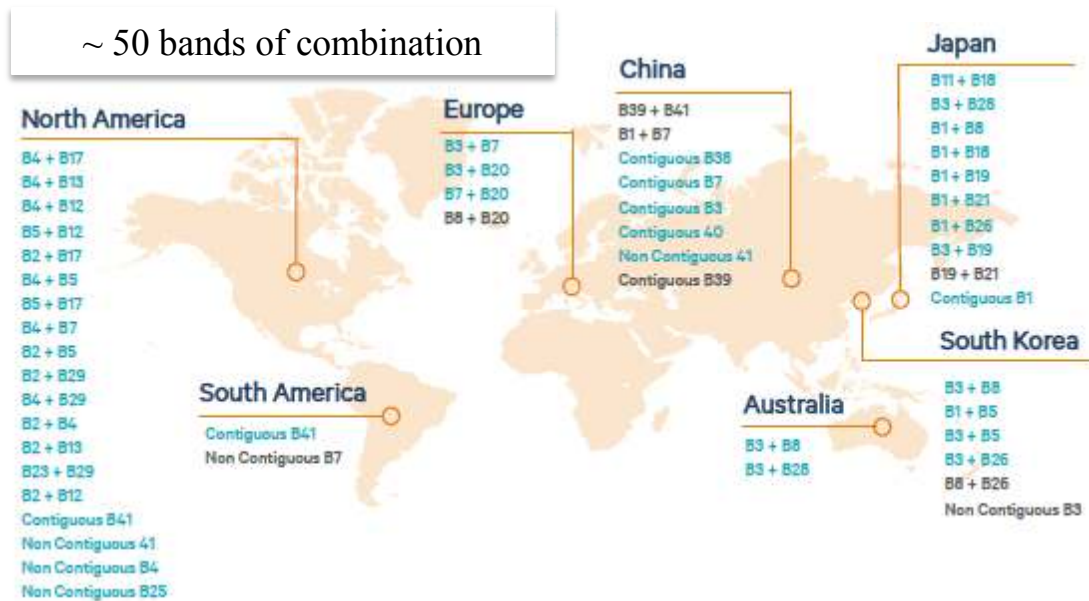 ~ 50 bands of combination
North America
B4 + B17
B4 + B13
B4 + B12
B5 + B12
B2 + B17
B4 + B5
B5 + B17
B4 + B7
B2 + B5
B2 + B29
B4 + B29
B2 + B4
B2 + B13
B23 + B29
B2 + B12
Contiguous B41
Non Contiguous 41
Non Contiguous B4
Non Contiguous B25
South America
Contiguous B41
Non Contiguous B7
Europe
B3 + B7
B3 + B20
B7 + B20
B8 + B20
China
B39 + B41
B1 + B7
Contiguous B38
Contiguous B7
Contiguous B3
Contiguous 40
Non Contiguous 41
Contiguous B39
Japan
B11 + B18
B3 + B28
B1 + B8
B1 + B18
B1 + B19
B1 + B21
B1 + B26
B3 + B19
B19 + B21
Contiguous B1
South Korea
B3 + B8
B1 + B5
B3 + B5
B3 + B26
B8 + B26
Non Contiguous B3
Australia
B3 + B8
B3 + B28